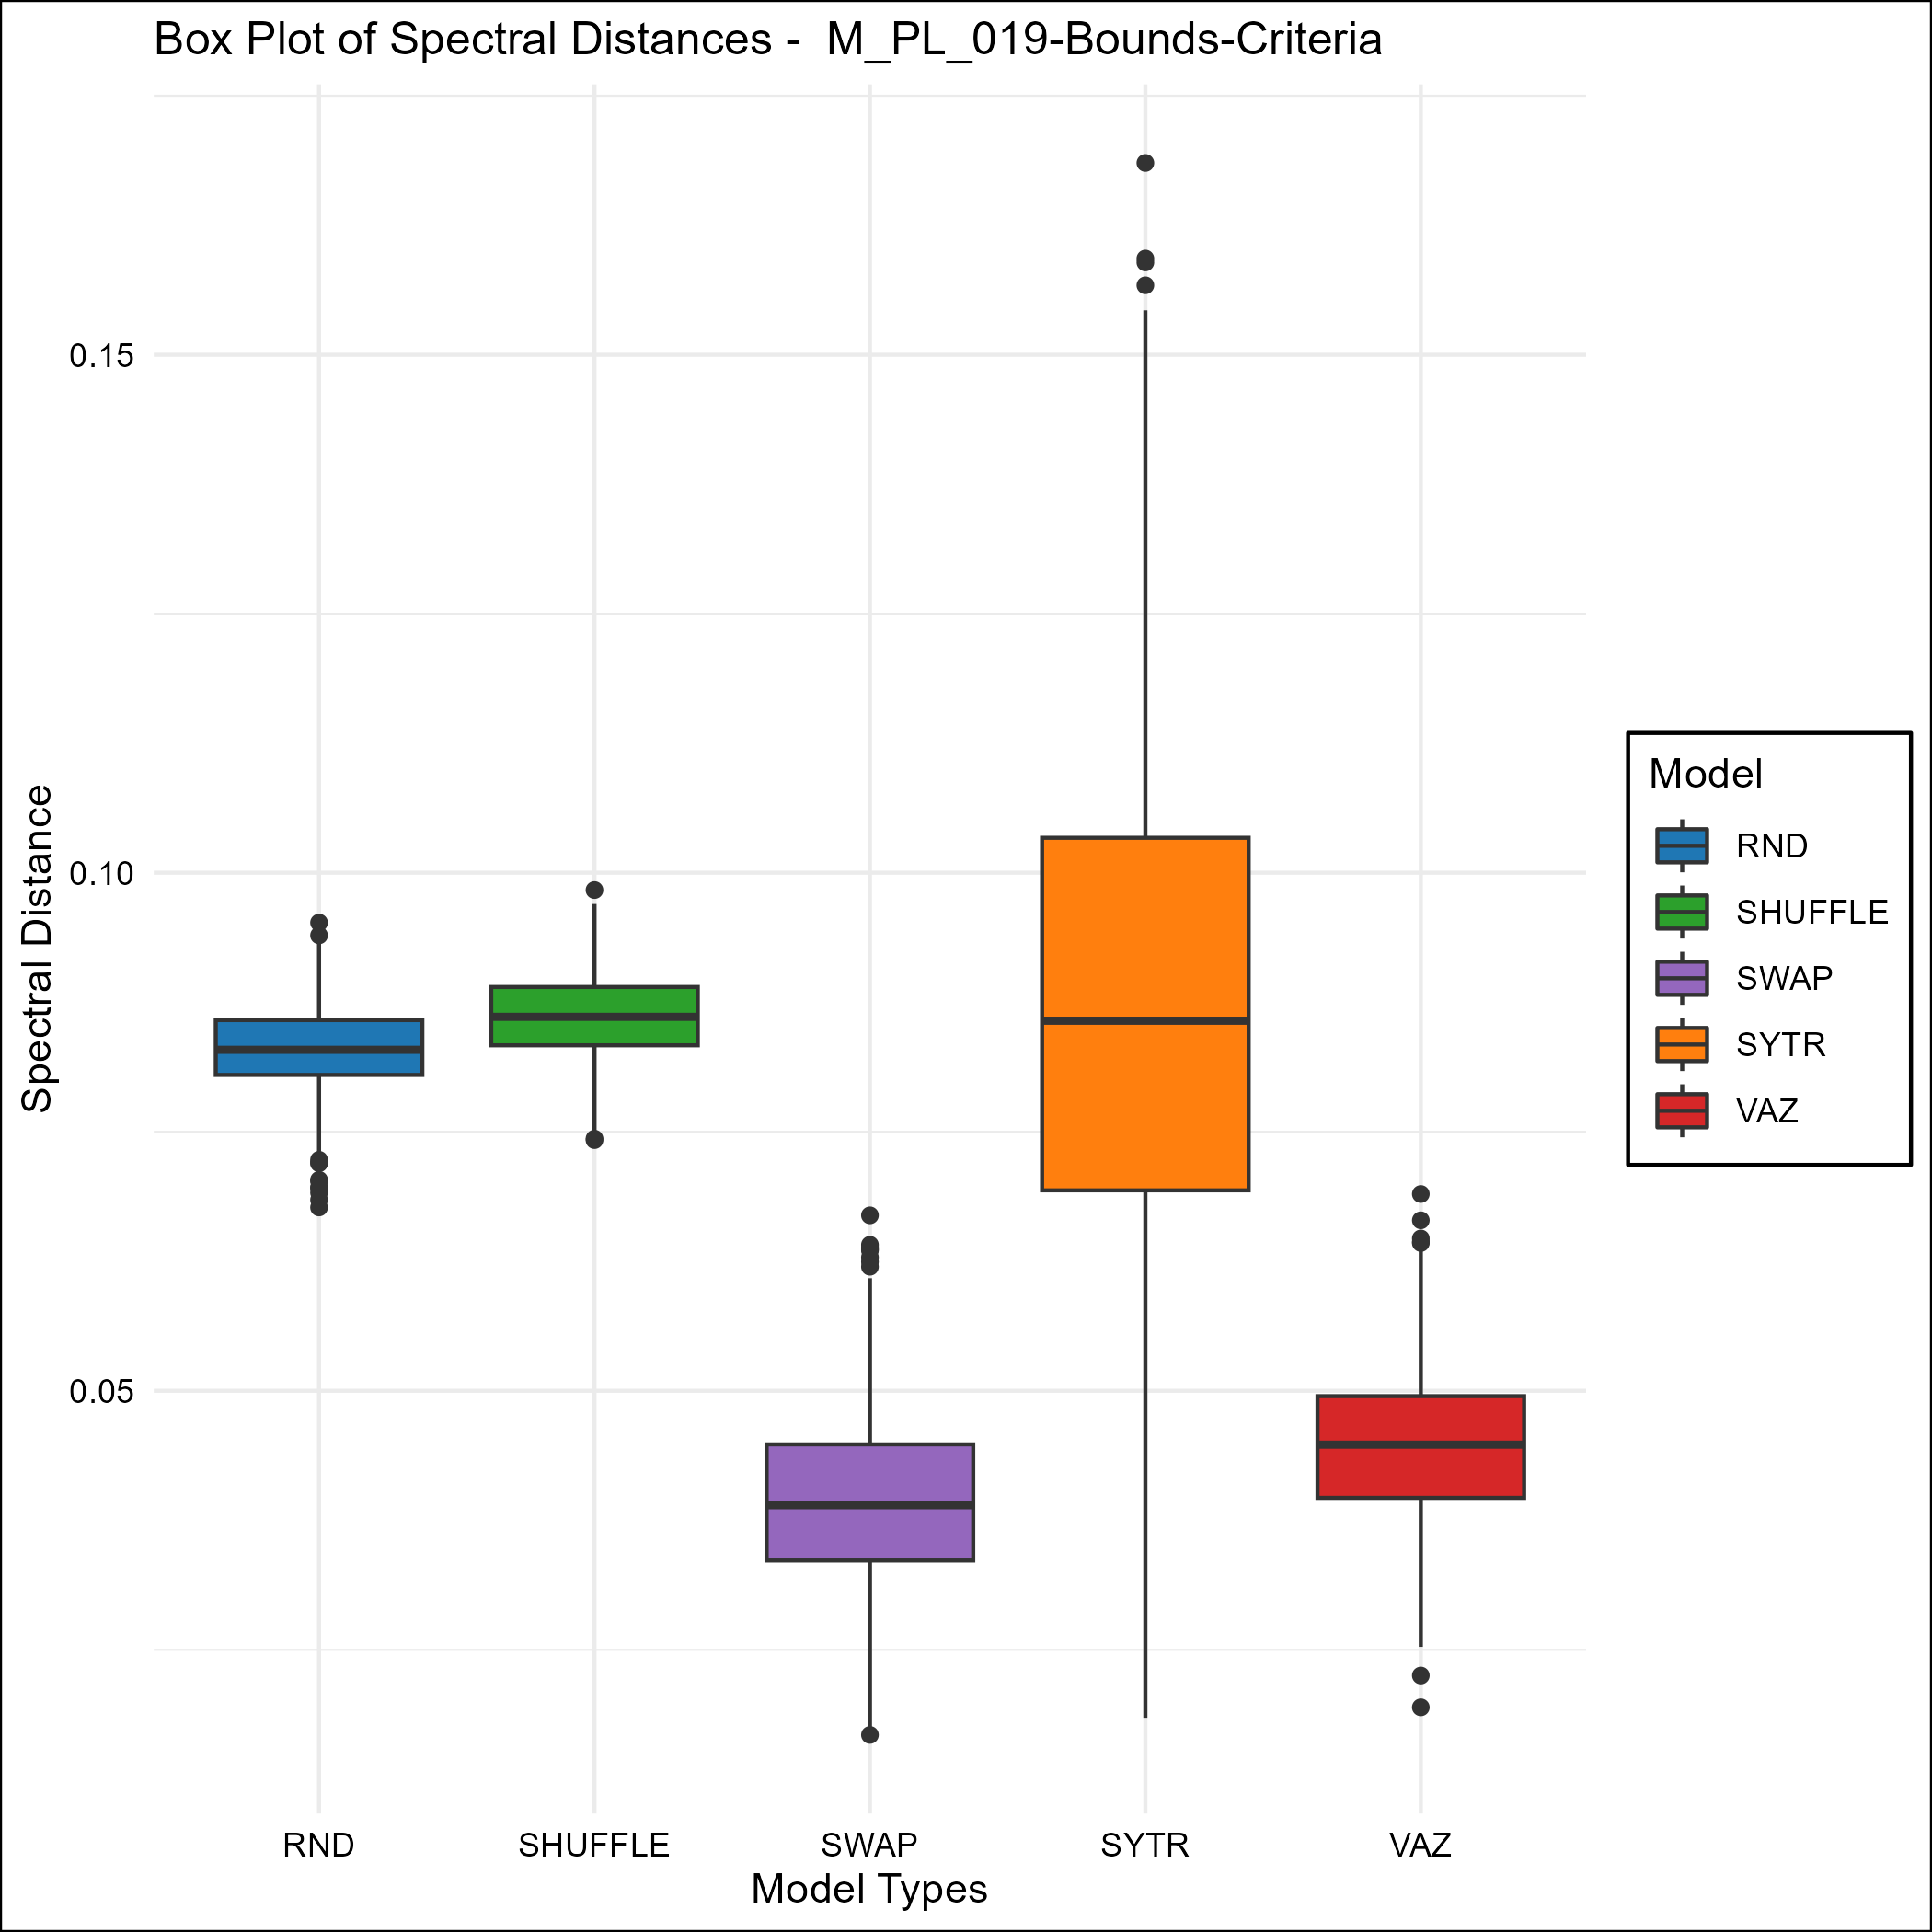 Box Plot of Spectral Distances -  M_PL_019-Bounds-Criteria
Spectral Distance
0.15
0.10
0.05
RND SHUFFLE SWAP SYTR VAZ
Model Types
Model
RND
SHUFFLE
SWAP
SYTR
VAZ